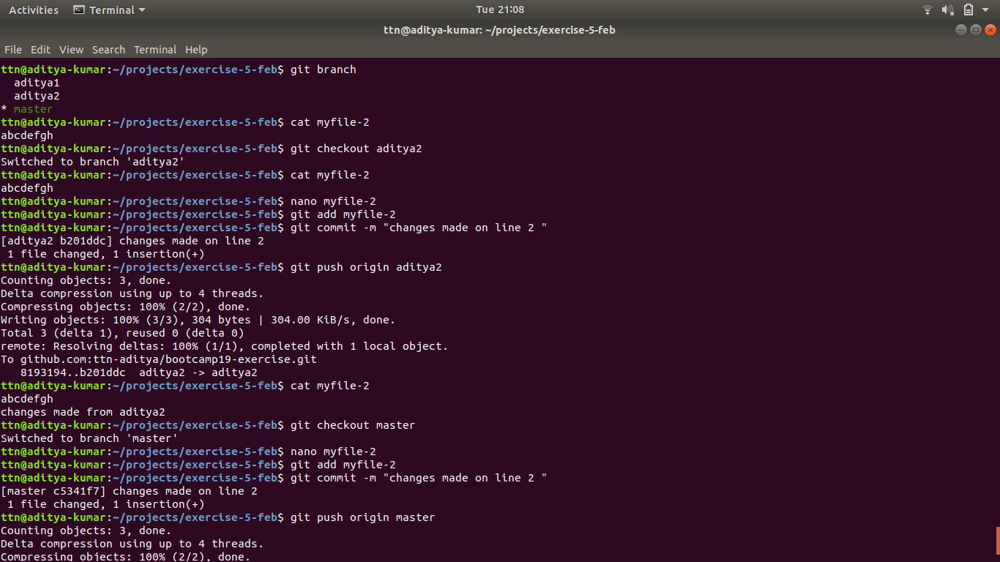 Activities Terminal Tue 21:08
ttn@aditya-kumar: ~/projects/exercise-5-feb
File Edit View Search Terminal Help
ttn@aditya-kumar:~/projects/exercise-5-feb$ git branch
  aditya1
  aditya2
* master
ttn@aditya-kumar:~/projects/exercise-5-feb$ cat myfile-2
abcdefgh
ttn@aditya-kumar:~/projects/exercise-5-feb$ git checkout aditya2
Switched to branch 'aditya2'
ttn@aditya-kumar:~/projects/exercise-5-feb$ cat myfile-2
abcdefgh
ttn@aditya-kumar:~/projects/exercise-5-feb$ nano myfile-2
ttn@aditya-kumar:~/projects/exercise-5-feb$ git add myfile-2
ttn@aditya-kumar:~/projects/exercise-5-feb$ git commit -m "changes made on line 2 "
[aditya2 b201ddc] changes made on line 2
 1 file changed, 1 insertion(+)
ttn@aditya-kumar:~/projects/exercise-5-feb$ git push origin aditya2
Counting objects: 3, done.
Delta compression using up to 4 threads.
Compressing objects: 100% (2/2), done.
Writing objects: 100% (3/3), 304 bytes | 304.00 KiB/s, done.
Total 3 (delta 1), reused 0 (delta 0)
remote: Resolving deltas: 100% (1/1), completed with 1 local object.
To github.com:ttn-aditya/bootcamp19-exercise.git
   8193194..b201ddc  aditya2 -> aditya2
ttn@aditya-kumar:~/projects/exercise-5-feb$ cat myfile-2
abcdefgh
changes made from aditya2
ttn@aditya-kumar:~/projects/exercise-5-feb$ git checkout master
Switched to branch 'master'
ttn@aditya-kumar:~/projects/exercise-5-feb$ nano myfile-2
ttn@aditya-kumar:~/projects/exercise-5-feb$ git add myfile-2
ttn@aditya-kumar:~/projects/exercise-5-feb$ git commit -m "changes made on line 2 "
[master c5341f7] changes made on line 2
 1 file changed, 1 insertion(+)
ttn@aditya-kumar:~/projects/exercise-5-feb$ git push origin master
Counting objects: 3, done.
Delta compression using up to 4 threads.
Compressing objects: 100% (2/2), done.